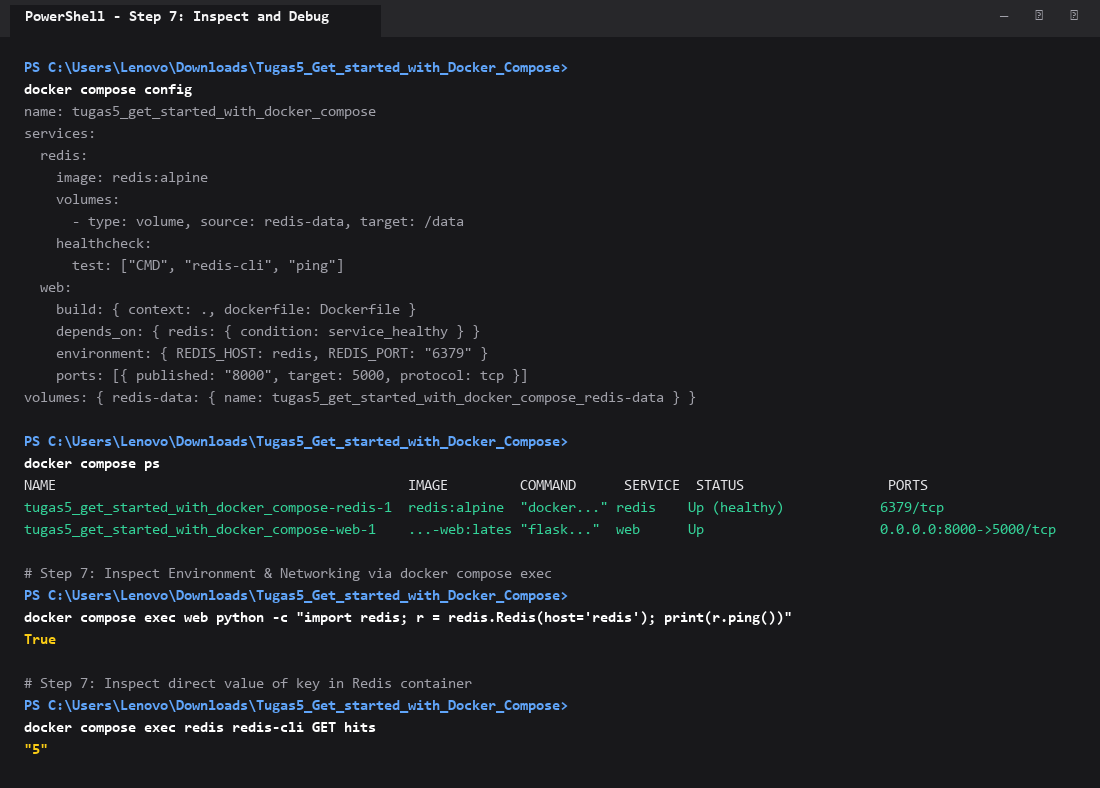 PowerShell - Step 7: Inspect and Debug
PS C:\Users\Lenovo\Downloads\Tugas5_Get_started_with_Docker_Compose>
docker compose config
name: tugas5_get_started_with_docker_compose
services:
  redis:
    image: redis:alpine
    volumes:
      - type: volume, source: redis-data, target: /data
    healthcheck:
      test: ["CMD", "redis-cli", "ping"]
  web:
    build: { context: ., dockerfile: Dockerfile }
    depends_on: { redis: { condition: service_healthy } }
    environment: { REDIS_HOST: redis, REDIS_PORT: "6379" }
    ports: [{ published: "8000", target: 5000, protocol: tcp }]
volumes: { redis-data: { name: tugas5_get_started_with_docker_compose_redis-data } }
PS C:\Users\Lenovo\Downloads\Tugas5_Get_started_with_Docker_Compose>
docker compose ps
NAME IMAGE COMMAND SERVICE STATUS PORTS
tugas5_get_started_with_docker_compose-redis-1 redis:alpine "docker..." redis Up (healthy) 6379/tcp
tugas5_get_started_with_docker_compose-web-1 ...-web:lates "flask..." web Up 0.0.0.0:8000->5000/tcp
# Step 7: Inspect Environment & Networking via docker compose exec
PS C:\Users\Lenovo\Downloads\Tugas5_Get_started_with_Docker_Compose>
docker compose exec web python -c "import redis; r = redis.Redis(host='redis'); print(r.ping())"
True
# Step 7: Inspect direct value of key in Redis container
PS C:\Users\Lenovo\Downloads\Tugas5_Get_started_with_Docker_Compose>
docker compose exec redis redis-cli GET hits
"5"